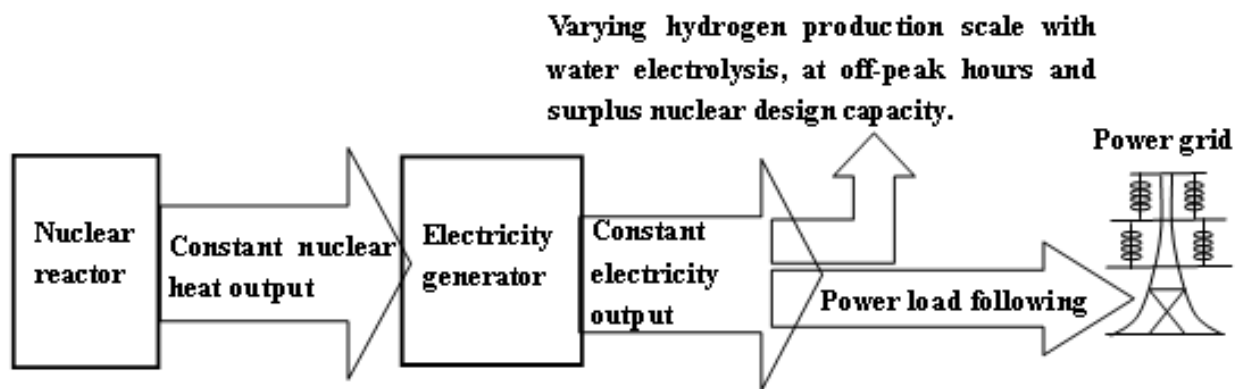 Varying hydrogen production scale with
water electrolysis, at off-peak hours and
surplus nuclear design capacity.
Power grid
Nuclear
reactor
Constant nuclear
heat output
Electricity
generator
Constant
electricity
output
Power load following